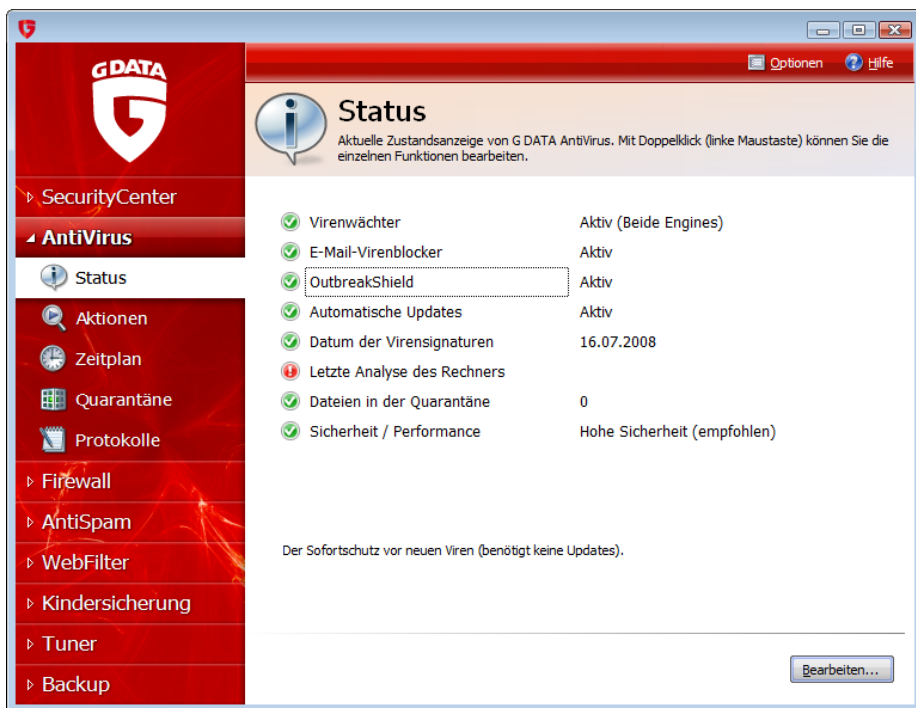 Optionen Hilfe
G DATA
Status
Aktuelle Zustandsanzeige von G DATA AntiVirus. Mit Doppelklick (linke Maustaste) können Sie die
einzelnen Funktionen bearbeiten.
SecurityCenter
AntiVirus
Status
Aktionen
Zeitplan
Quarantäne
Protokolle
Firewall
AntiSpam
WebFilter
Kindersicherung
Tuner
Backup
Virenwächter Aktiv (Beide Engines)
E-Mail-Virenblocker Aktiv
OutbreakShield Aktiv
Automatische Updates Aktiv
Datum der Virensignaturen 16.07.2008
Letzte Analyse des Rechners
Dateien in der Quarantäne 0
Sicherheit / Performance Hohe Sicherheit (empfohlen)
Der Sofortschutz vor neuen Viren (benötigt keine Updates).
Bearbeiten...